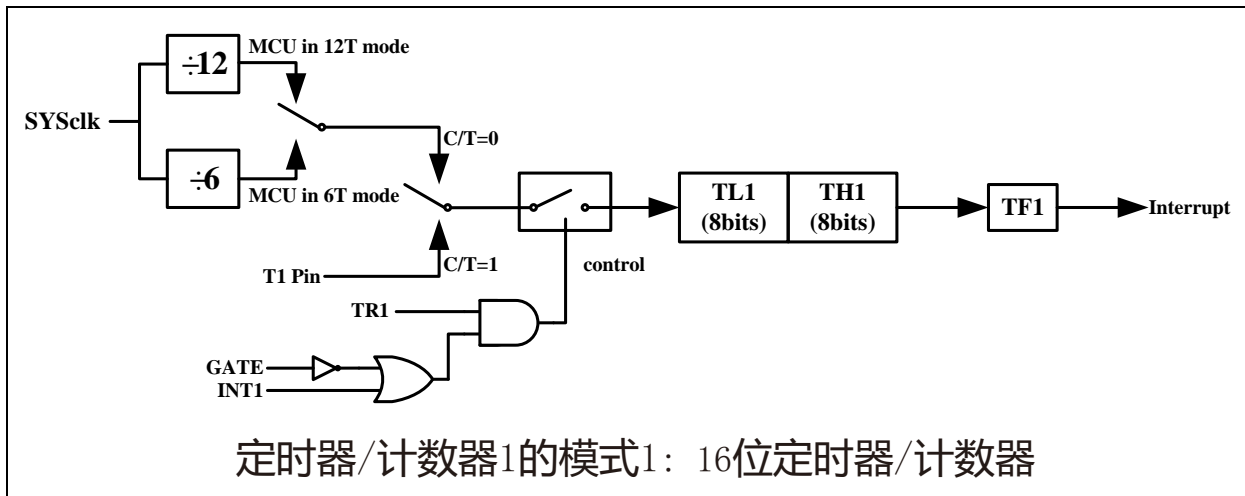 MCU in 12T mode
÷12
SYSclk
C/T=0
÷6
MCU in 6T mode
TL1 TH1
(8bits) (8bits)
TF1
Interrupt
T1 Pin
C/T=1
control
TR1
GATE
INT1
定时器/计数器1的模式1: 16位定时器/计数器